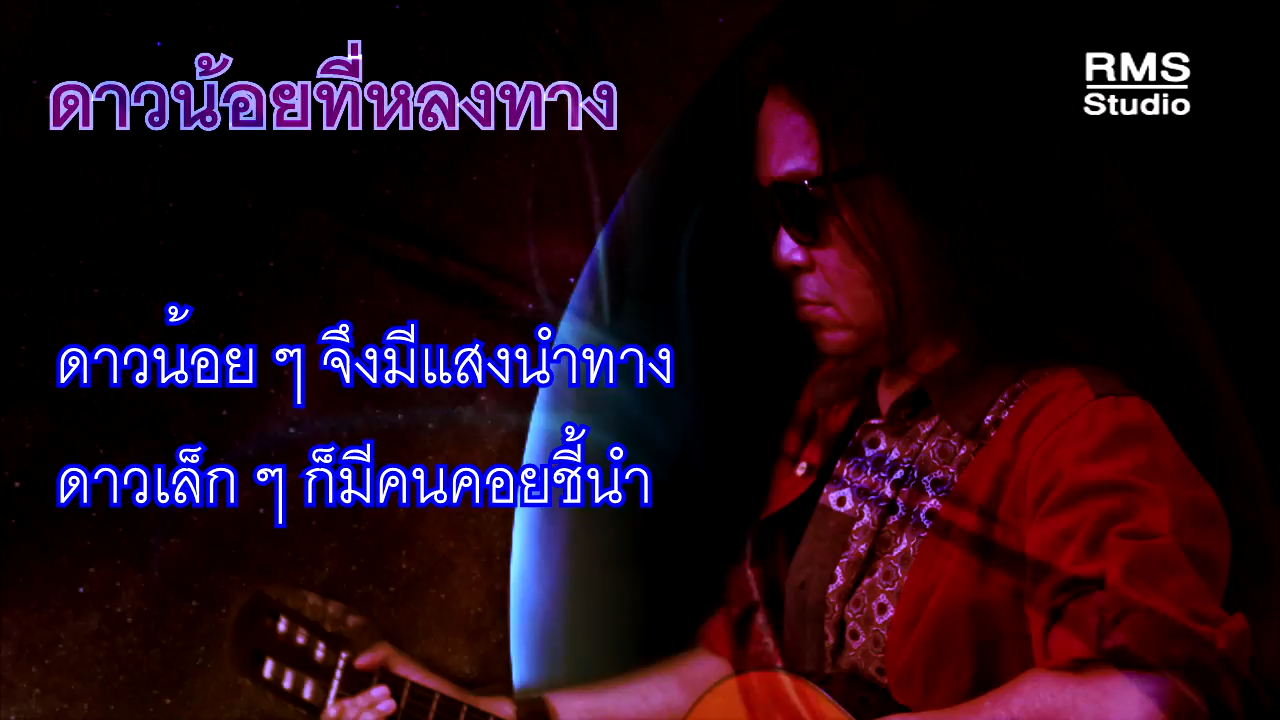 ดาวน้อยที่หลงทาง
RMS
Studio
ดาวน้อย ๆ จึงมีแสงนำทาง
ดาวเล็ก ๆ ก็มีคนคอยชี้นำ